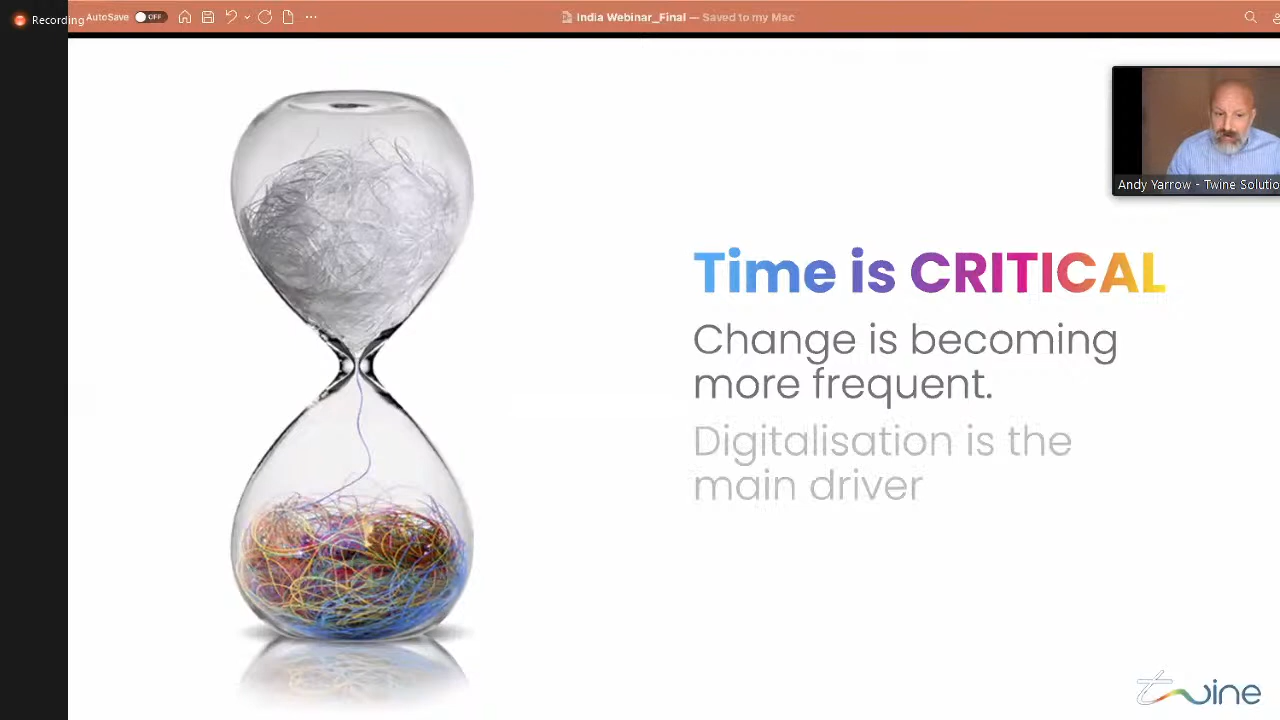 Recording
AutoSave OFF
India Webinar_Final — Saved to my Mac
Andy Yarrow - Twine Solutio
Time is CRITICAL
Change is becoming
more frequent.
Digitalisation is the
main driver
twine